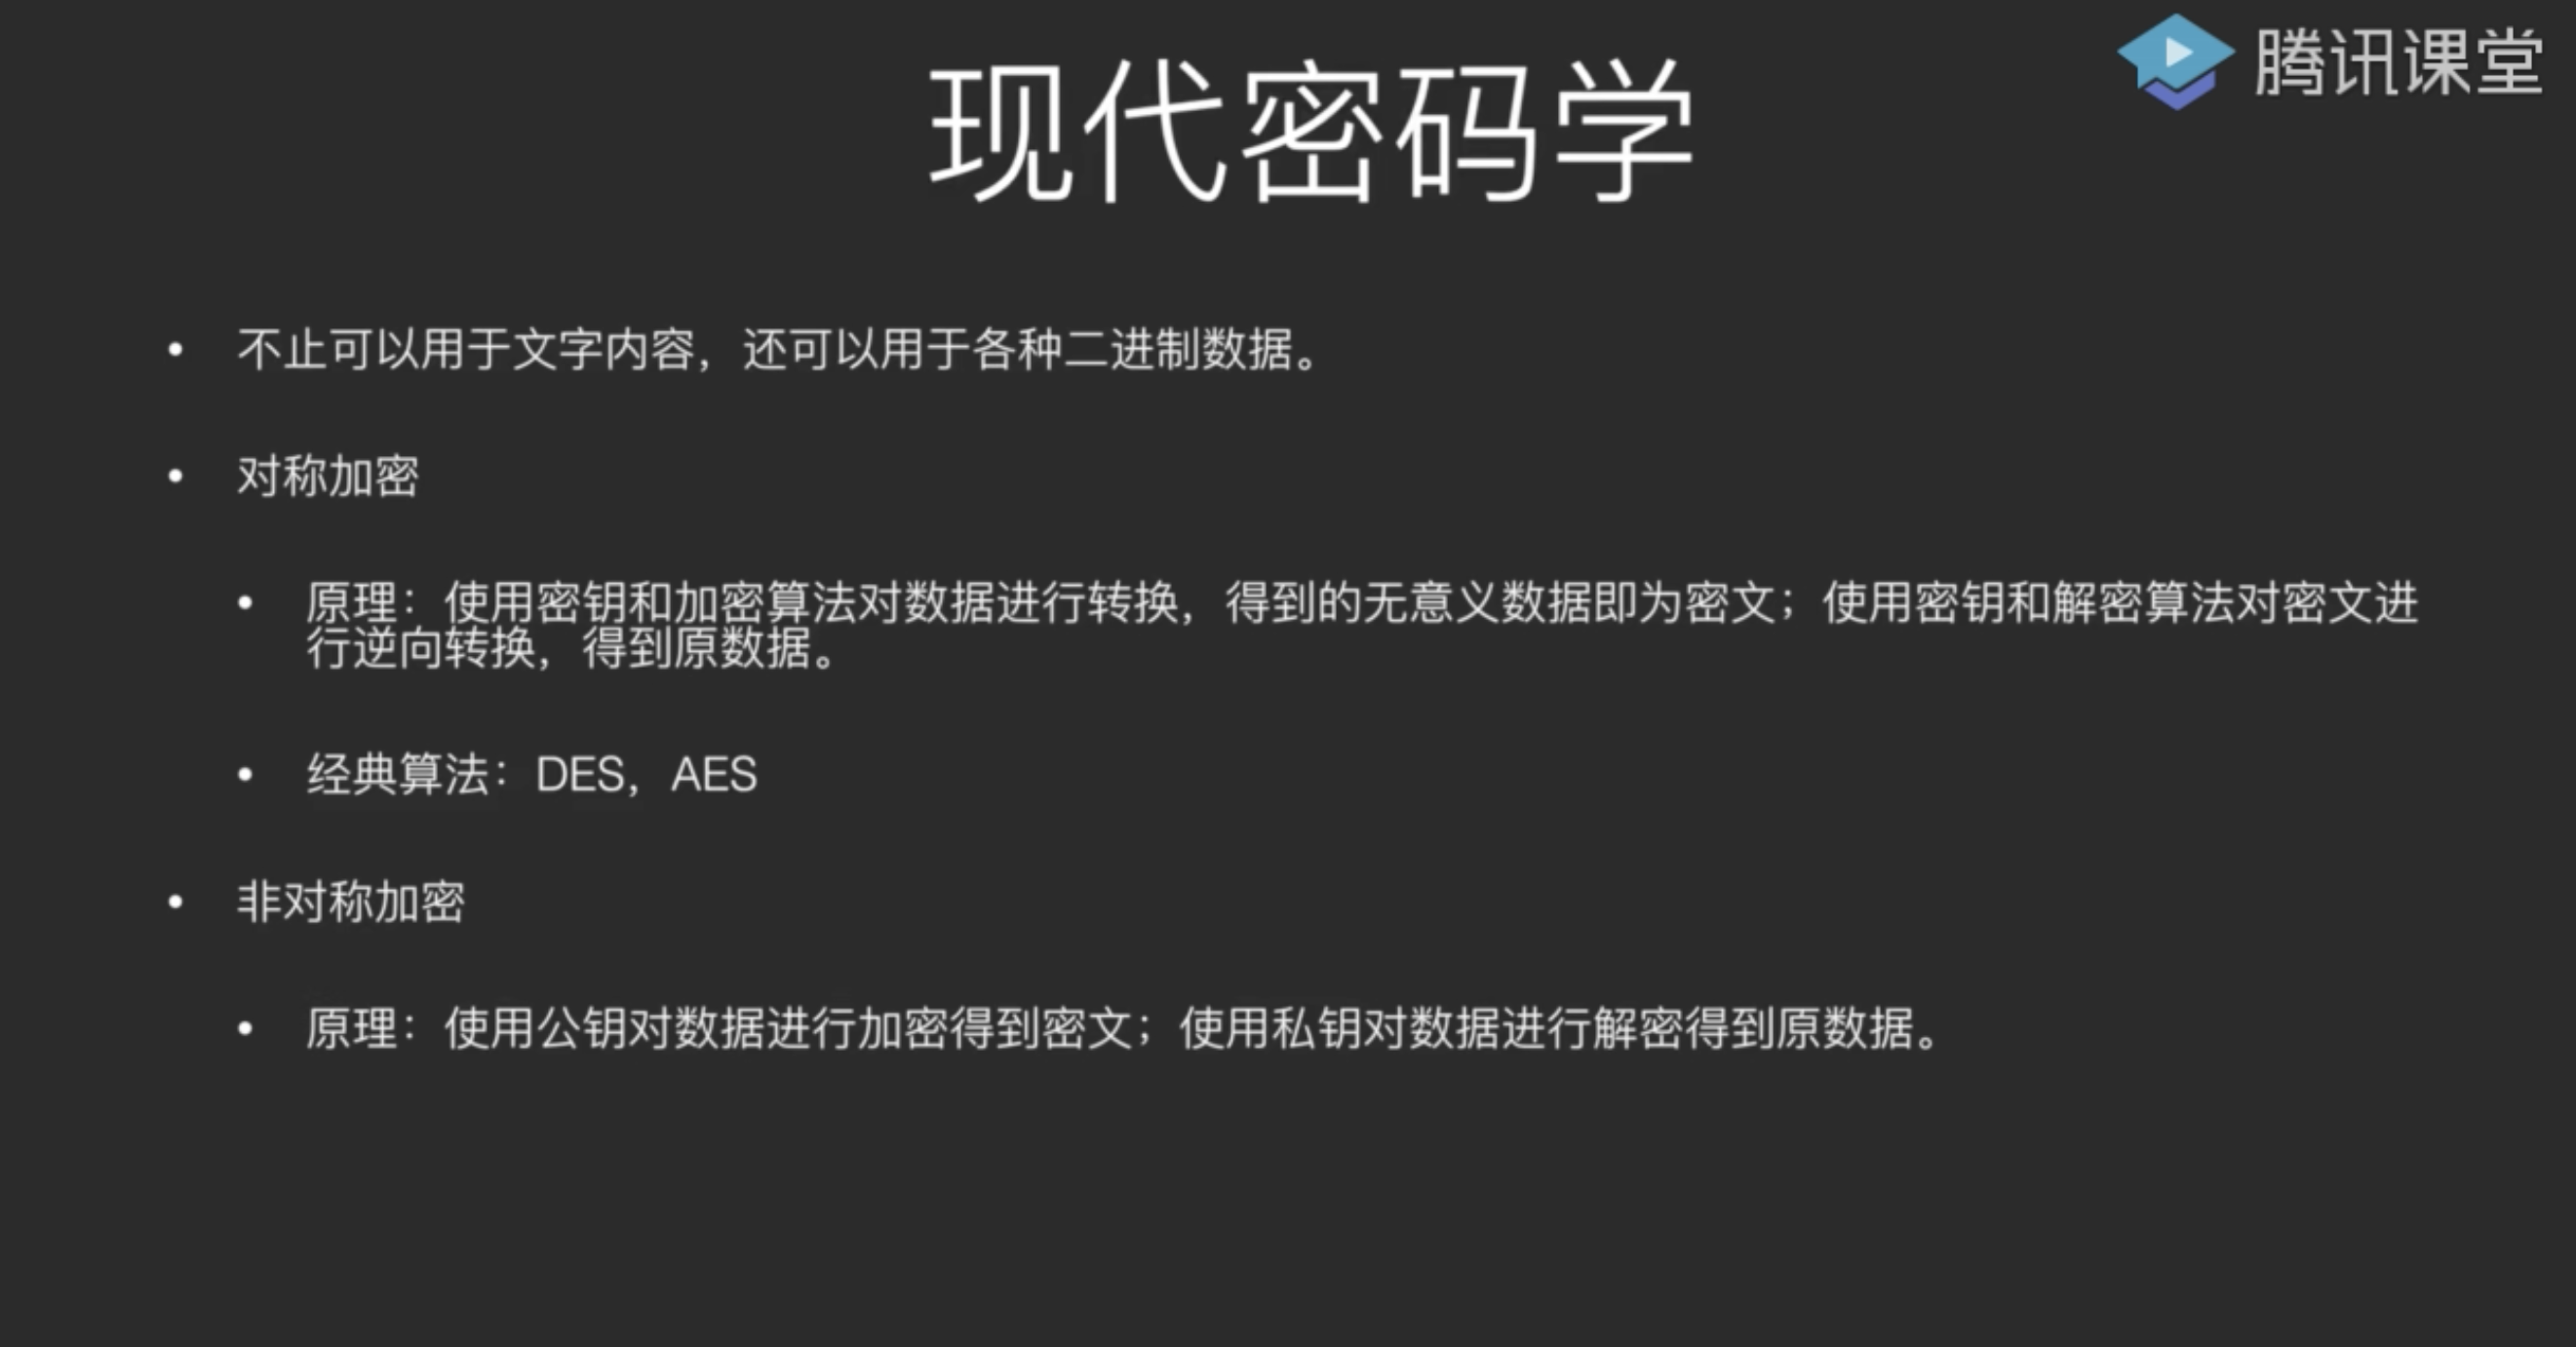 腾讯课堂
现代密码学
• 不止可以用于文字内容，还可以用于各种二进制数据。
• 对称加密
• 原理：使用密钥和加密算法对数据进行转换，得到的无意义数据即为密文；使用密钥和解密算法对密文进
行逆向转换，得到原数据。
• 经典算法：DES，AES
• 非对称加密
• 原理：使用公钥对数据进行加密得到密文；使用私钥对数据进行解密得到原数据。